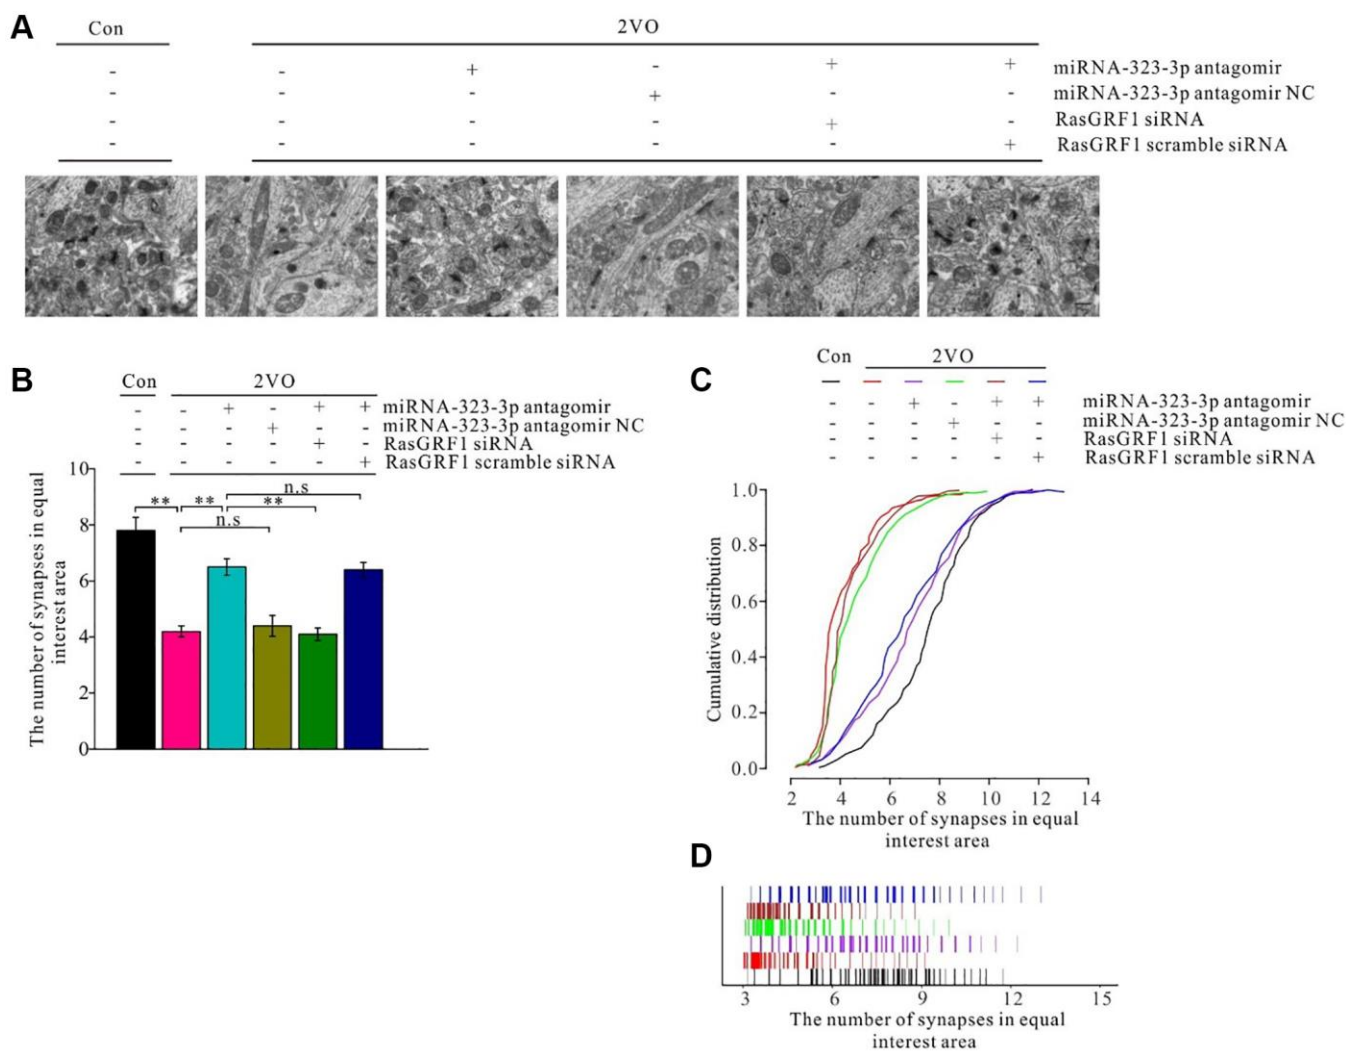 A
Con 2VO
- - + - + + miRNA-323-3p antagomir
- - - + - - miRNA-323-3p antagomir NC
- - - - + - RasGRF1 siRNA
- - - - - + RasGRF1 scramble siRNA
B
Con 2VO
- - + - + + miRNA-323-3p antagomir
- - - + - - miRNA-323-3p antagomir NC
- - - - + - RasGRF1 siRNA
- - - - - + RasGRF1 scramble siRNA
The number of synapses in equal
interest area
10
8
6
4
2
0
n.s
** ** **
n.s
C
Con 2VO
- - + - + + miRNA-323-3p antagomir
- - - + - - miRNA-323-3p antagomir NC
- - - - + - RasGRF1 siRNA
- - - - - + RasGRF1 scramble siRNA
Cumulative distribution
1.0
0.8
0.6
0.4
0.2
0.0
2 4 6 8 10 12 14
The number of synapses in equal
interest area
D
3 6 9 12 15
The number of synapses in equal
interest area